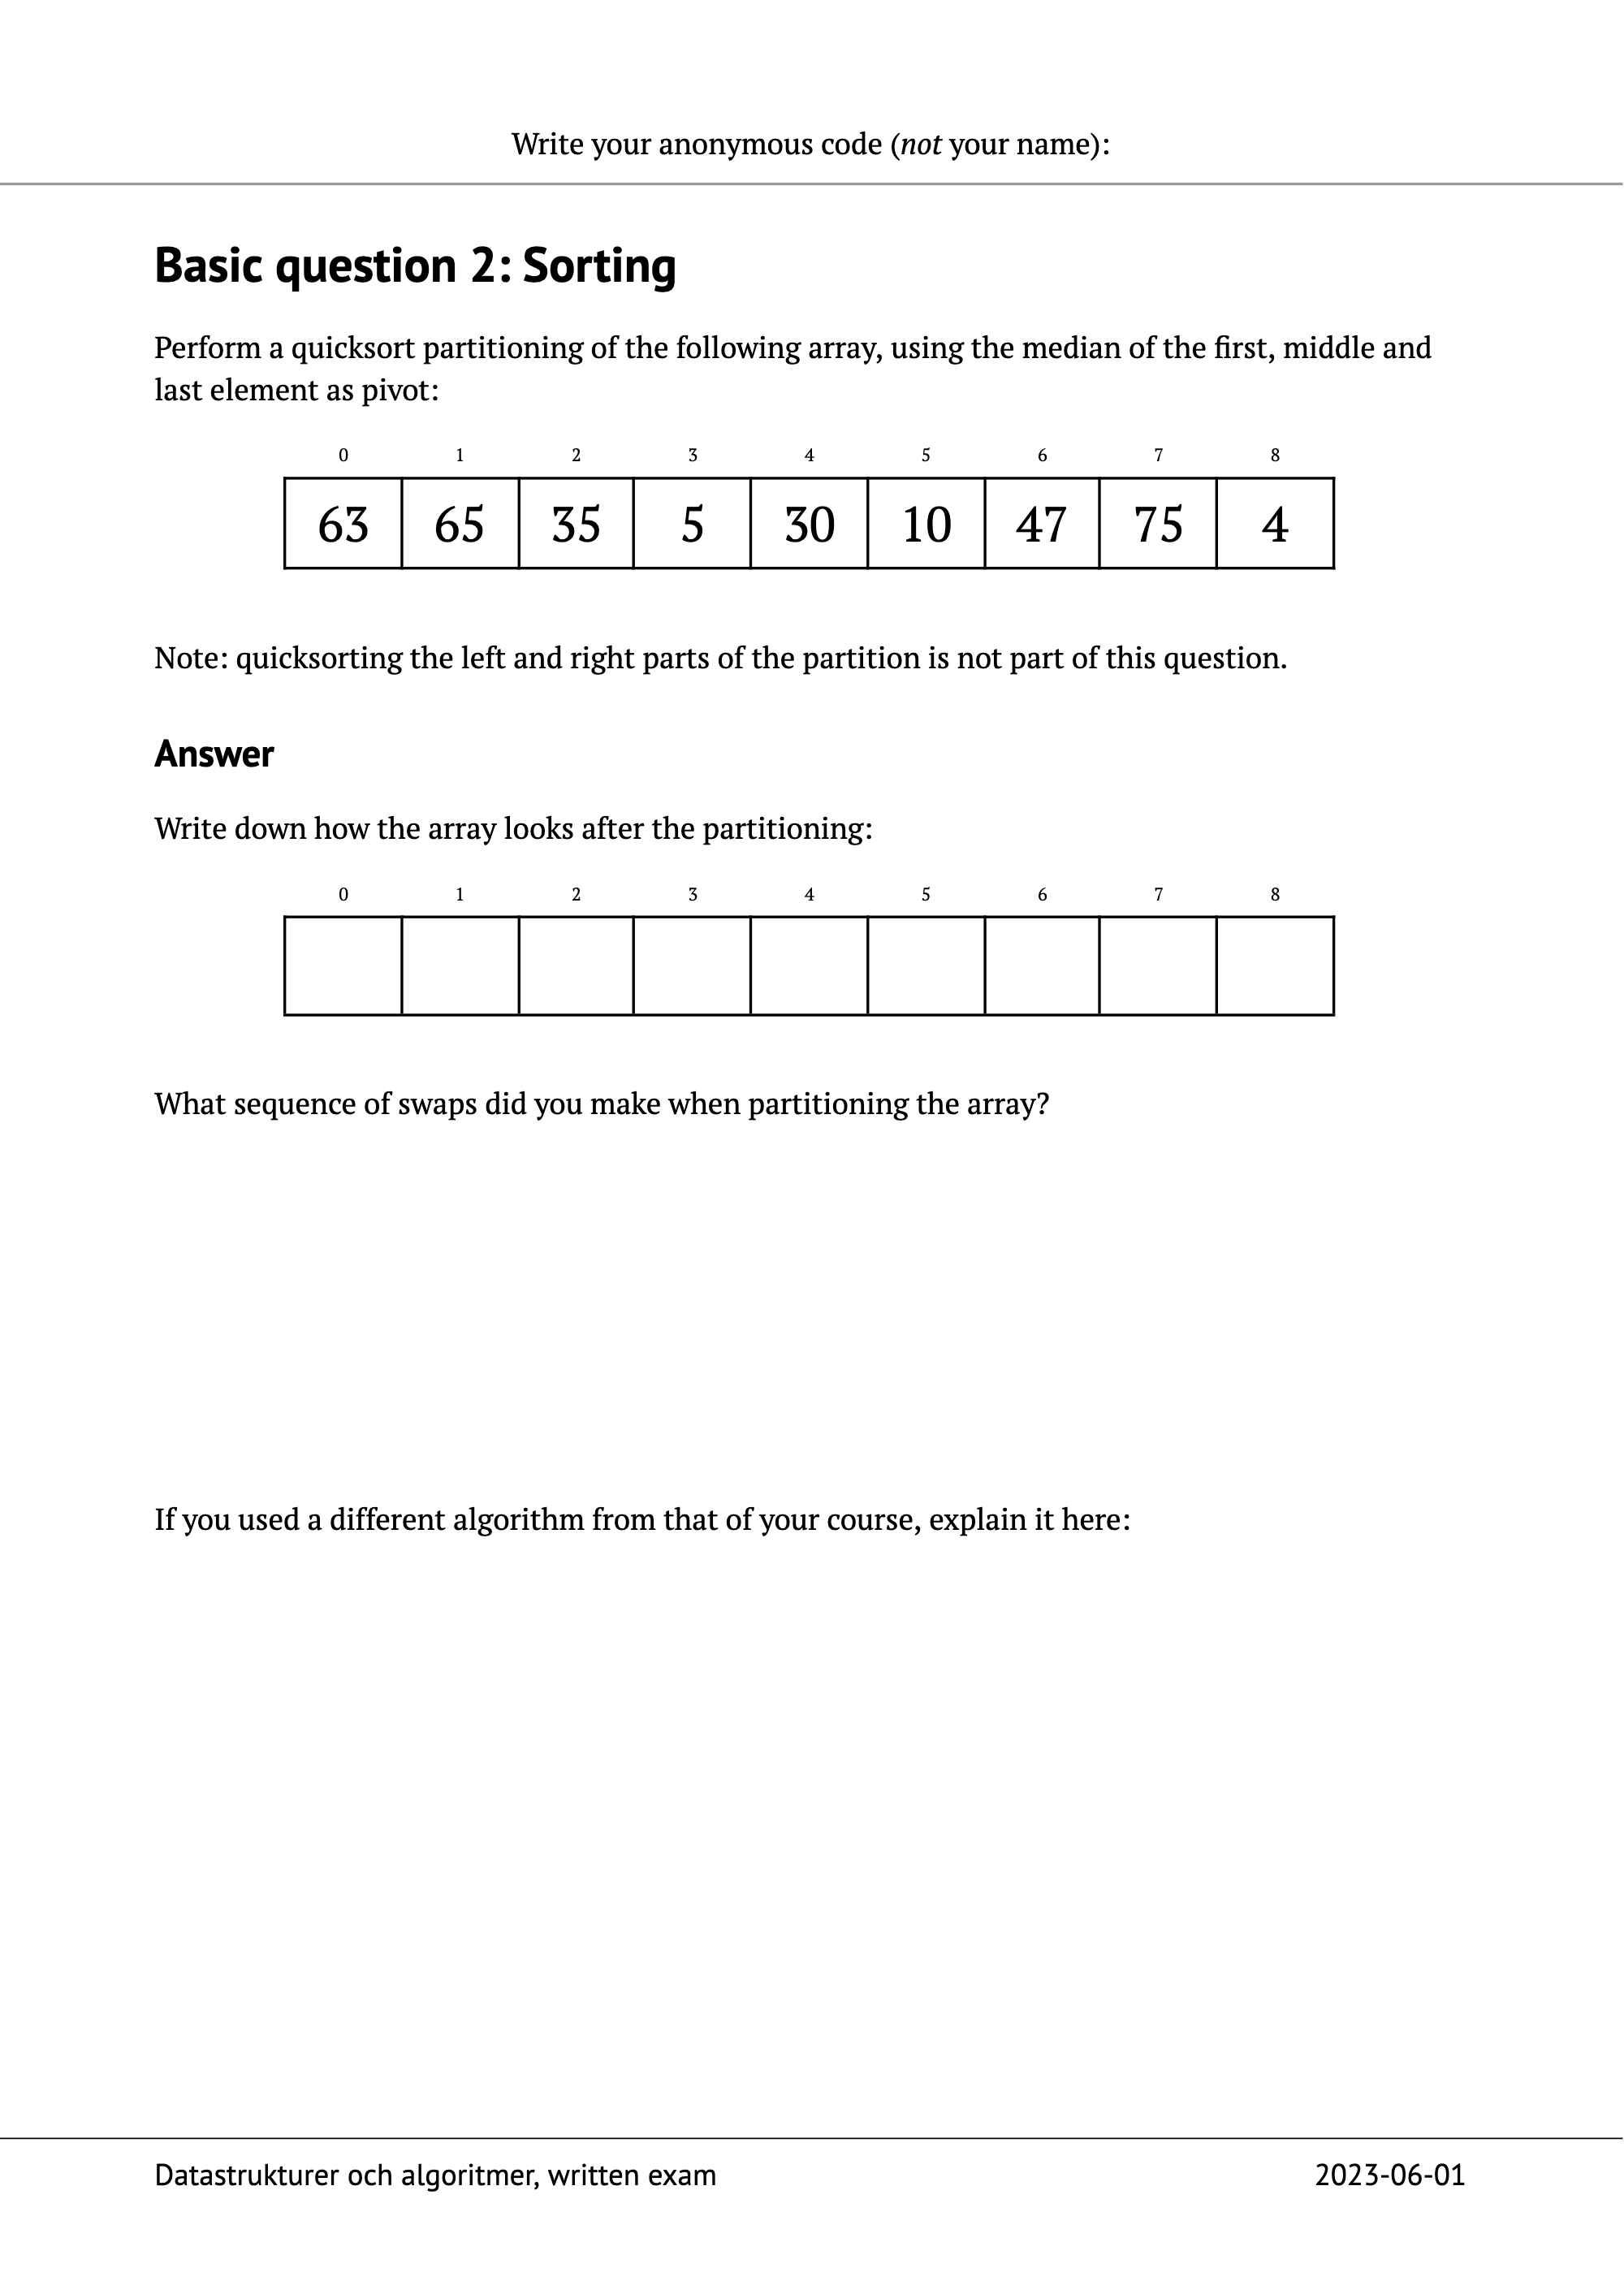 Write your anonymous code (not your name):
Basic question 2: Sorting
Perform a quicksort partitioning of the following array, using the median of the first, middle and
last element as pivot:
0 1 2 3 4 5 6 7 8
63 65 35 5 30 10 47 75 4
Note: quicksorting the left and right parts of the partition is not part of this question.
Answer
Write down how the array looks after the partitioning:
0 1 2 3 4 5 6 7 8
What sequence of swaps did you make when partitioning the array?
If you used a different algorithm from that of your course, explain it here:
Datastrukturer och algoritmer, written exam 2023-06-01